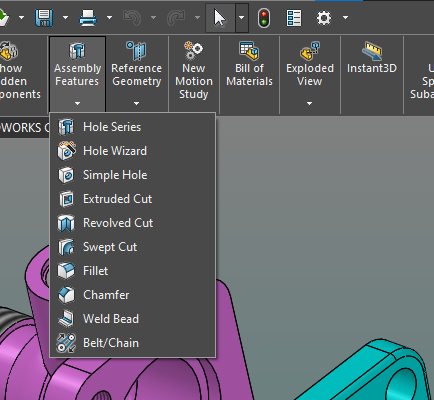 how
Assembly
Reference
New
Bill of
Exploded
Instant3D
dden
Features
Geometry
Motion
Materials
View
Sp
ponents
Study
Suba
DWORKS
Hole Series
Hole Wizard
Simple Hole
Extruded Cut
Revolved Cut
Swept Cut
Fillet
Chamfer
Weld Bead
Belt/Chain